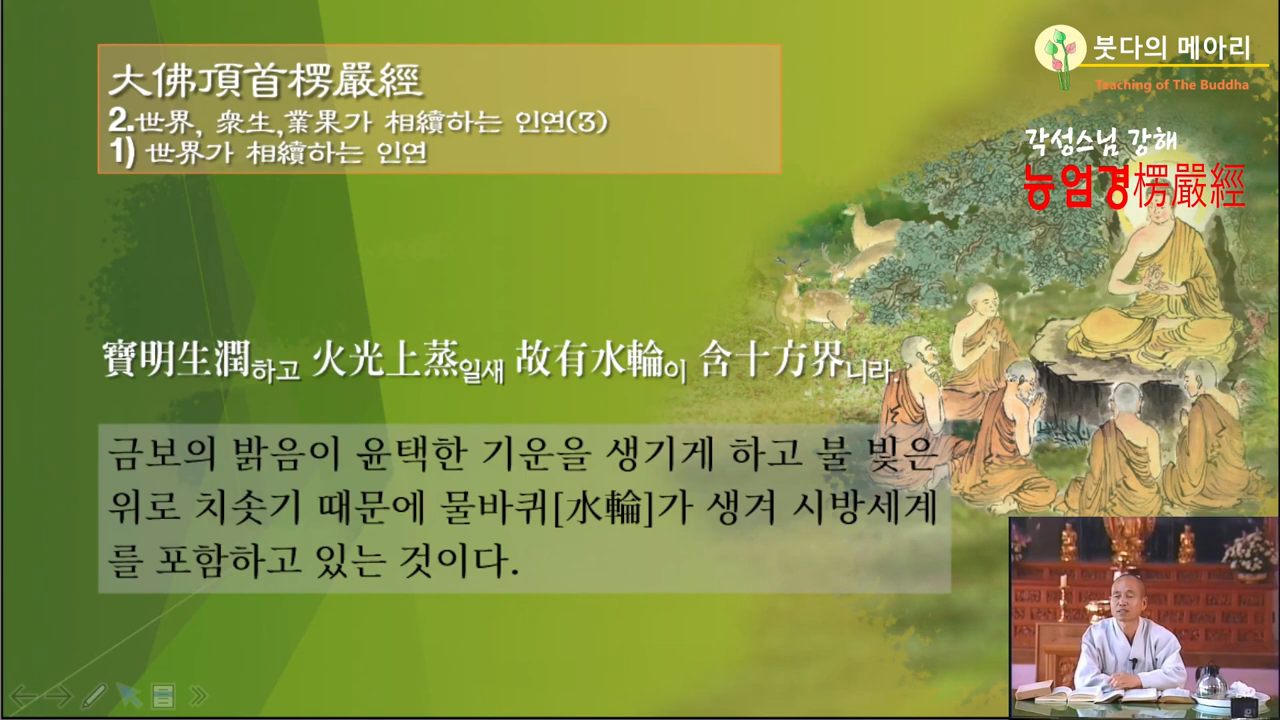 大佛頂首楞嚴經
2.世界, 衆生,業果가 相續하는 인연(3)
1) 世界가 相續하는 인연
붓다의 메아리
Teaching of The Buddha
각성스님 강해
능엄경楞嚴經
寶明生潤하고 火光上蒸일새 故有水輪이 含十方界니라.
금보의 밝음이 윤택한 기운을 생기게 하고 불 빛은
위로 치솟기 때문에 물바퀴[水輪]가 생겨 시방세계
를 포함하고 있는 것이다.